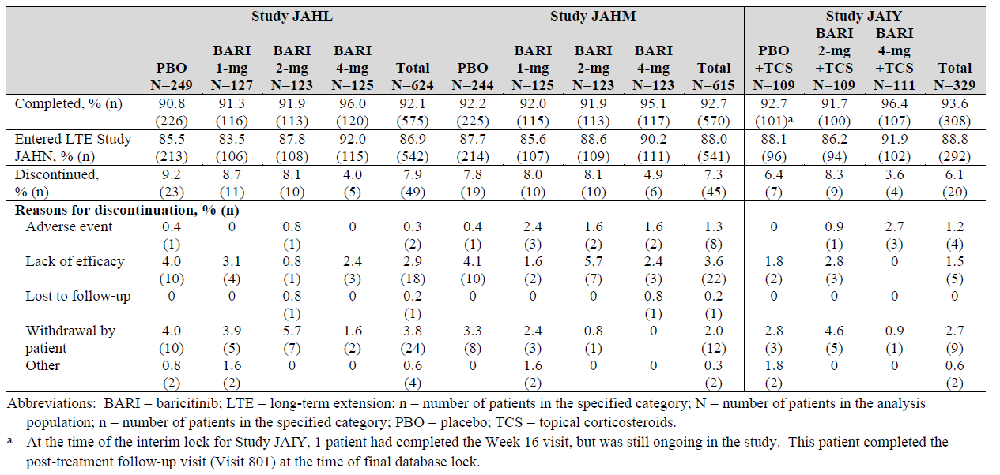 Study JAHL Study JAHM Study JAIY
PBO N=249 BARI 1-mg N=127 BARI 2-mg N=123 BARI 4-mg N=125 Total N=624 PBO N=244 BARI 1-mg N=125 BARI 2-mg N=123 BARI 4-mg N=123 Total N=615 PBO +TCS N=109 BARI 2-mg +TCS N=109 BARI 4-mg +TCS N=111 Total N=329
Completed, % (n) 90.8 91.3 91.9 96.0 92.1 92.2 92.0 91.9 95.1 92.7 92.7 91.7 96.4 93.6
(226) (116) (113) (120) (575) (225) (115) (113) (117) (570) (101)a (100) (107) (308)
Entered LTE Study 85.5 83.5 87.8 92.0 86.9 87.7 85.6 88.6 90.2 88.0 88.1 86.2 91.9 88.8
JAHN, % (n) (213) (106) (108) (115) (542) (214) (107) (109) (111) (541) (96) (94) (102) (292)
Discontinued, 9.2 8.7 8.1 4.0 7.9 7.8 8.0 8.1 4.9 7.3 6.4 8.3 3.6 6.1
% (n) (23) (11) (10) (5) (49) (19) (10) (10) (6) (45) (7) (9) (4) (20)
Reasons for discontinuation, % (n)
Adverse event 0.4 0 0.8 0 0.3 0.4 2.4 1.6 1.6 1.3 0 0.9 2.7 1.2
(1) (1) (2) (1) (3) (2) (2) (8) (1) (3) (4)
Lack of efficacy 4.0 3.1 0.8 2.4 2.9 4.1 1.6 5.7 2.4 3.6 1.8 2.8 0 1.5
(10) (4) (1) (3) (18) (10) (2) (7) (3) (22) (2) (3) (5)
Lost to follow-up 0 0 0.8 0 0.2 0 0 0 0.8 0.2 0 0 0 0
(1) (1) (1) (1)
Withdrawal by 4.0 3.9 5.7 1.6 3.8 3.3 2.4 0.8 0 2.0 2.8 4.6 0.9 2.7
patient (10) (5) (7) (2) (24) (8) (3) (1) (12) (3) (5) (1) (9)
Other 0.8 1.6 0 0 0.6 0 1.6 0 0 0.3 1.8 0 0 0.6
(2) (2) (4) (2) (2) (2) (2)
Abbreviations: BARI = baricitinib; LTE = long-term extension; n = number of patients in the specified category; N = number of patients in the analysis
population; n = number of patients in the specified category; PBO = placebo; TCS = topical corticosteroids.
a At the time of the interim lock for Study JAIY, 1 patient had completed the Week 16 visit, but was still ongoing in the study. This patient completed the
post-treatment follow-up visit (Visit 801) at the time of final database lock.